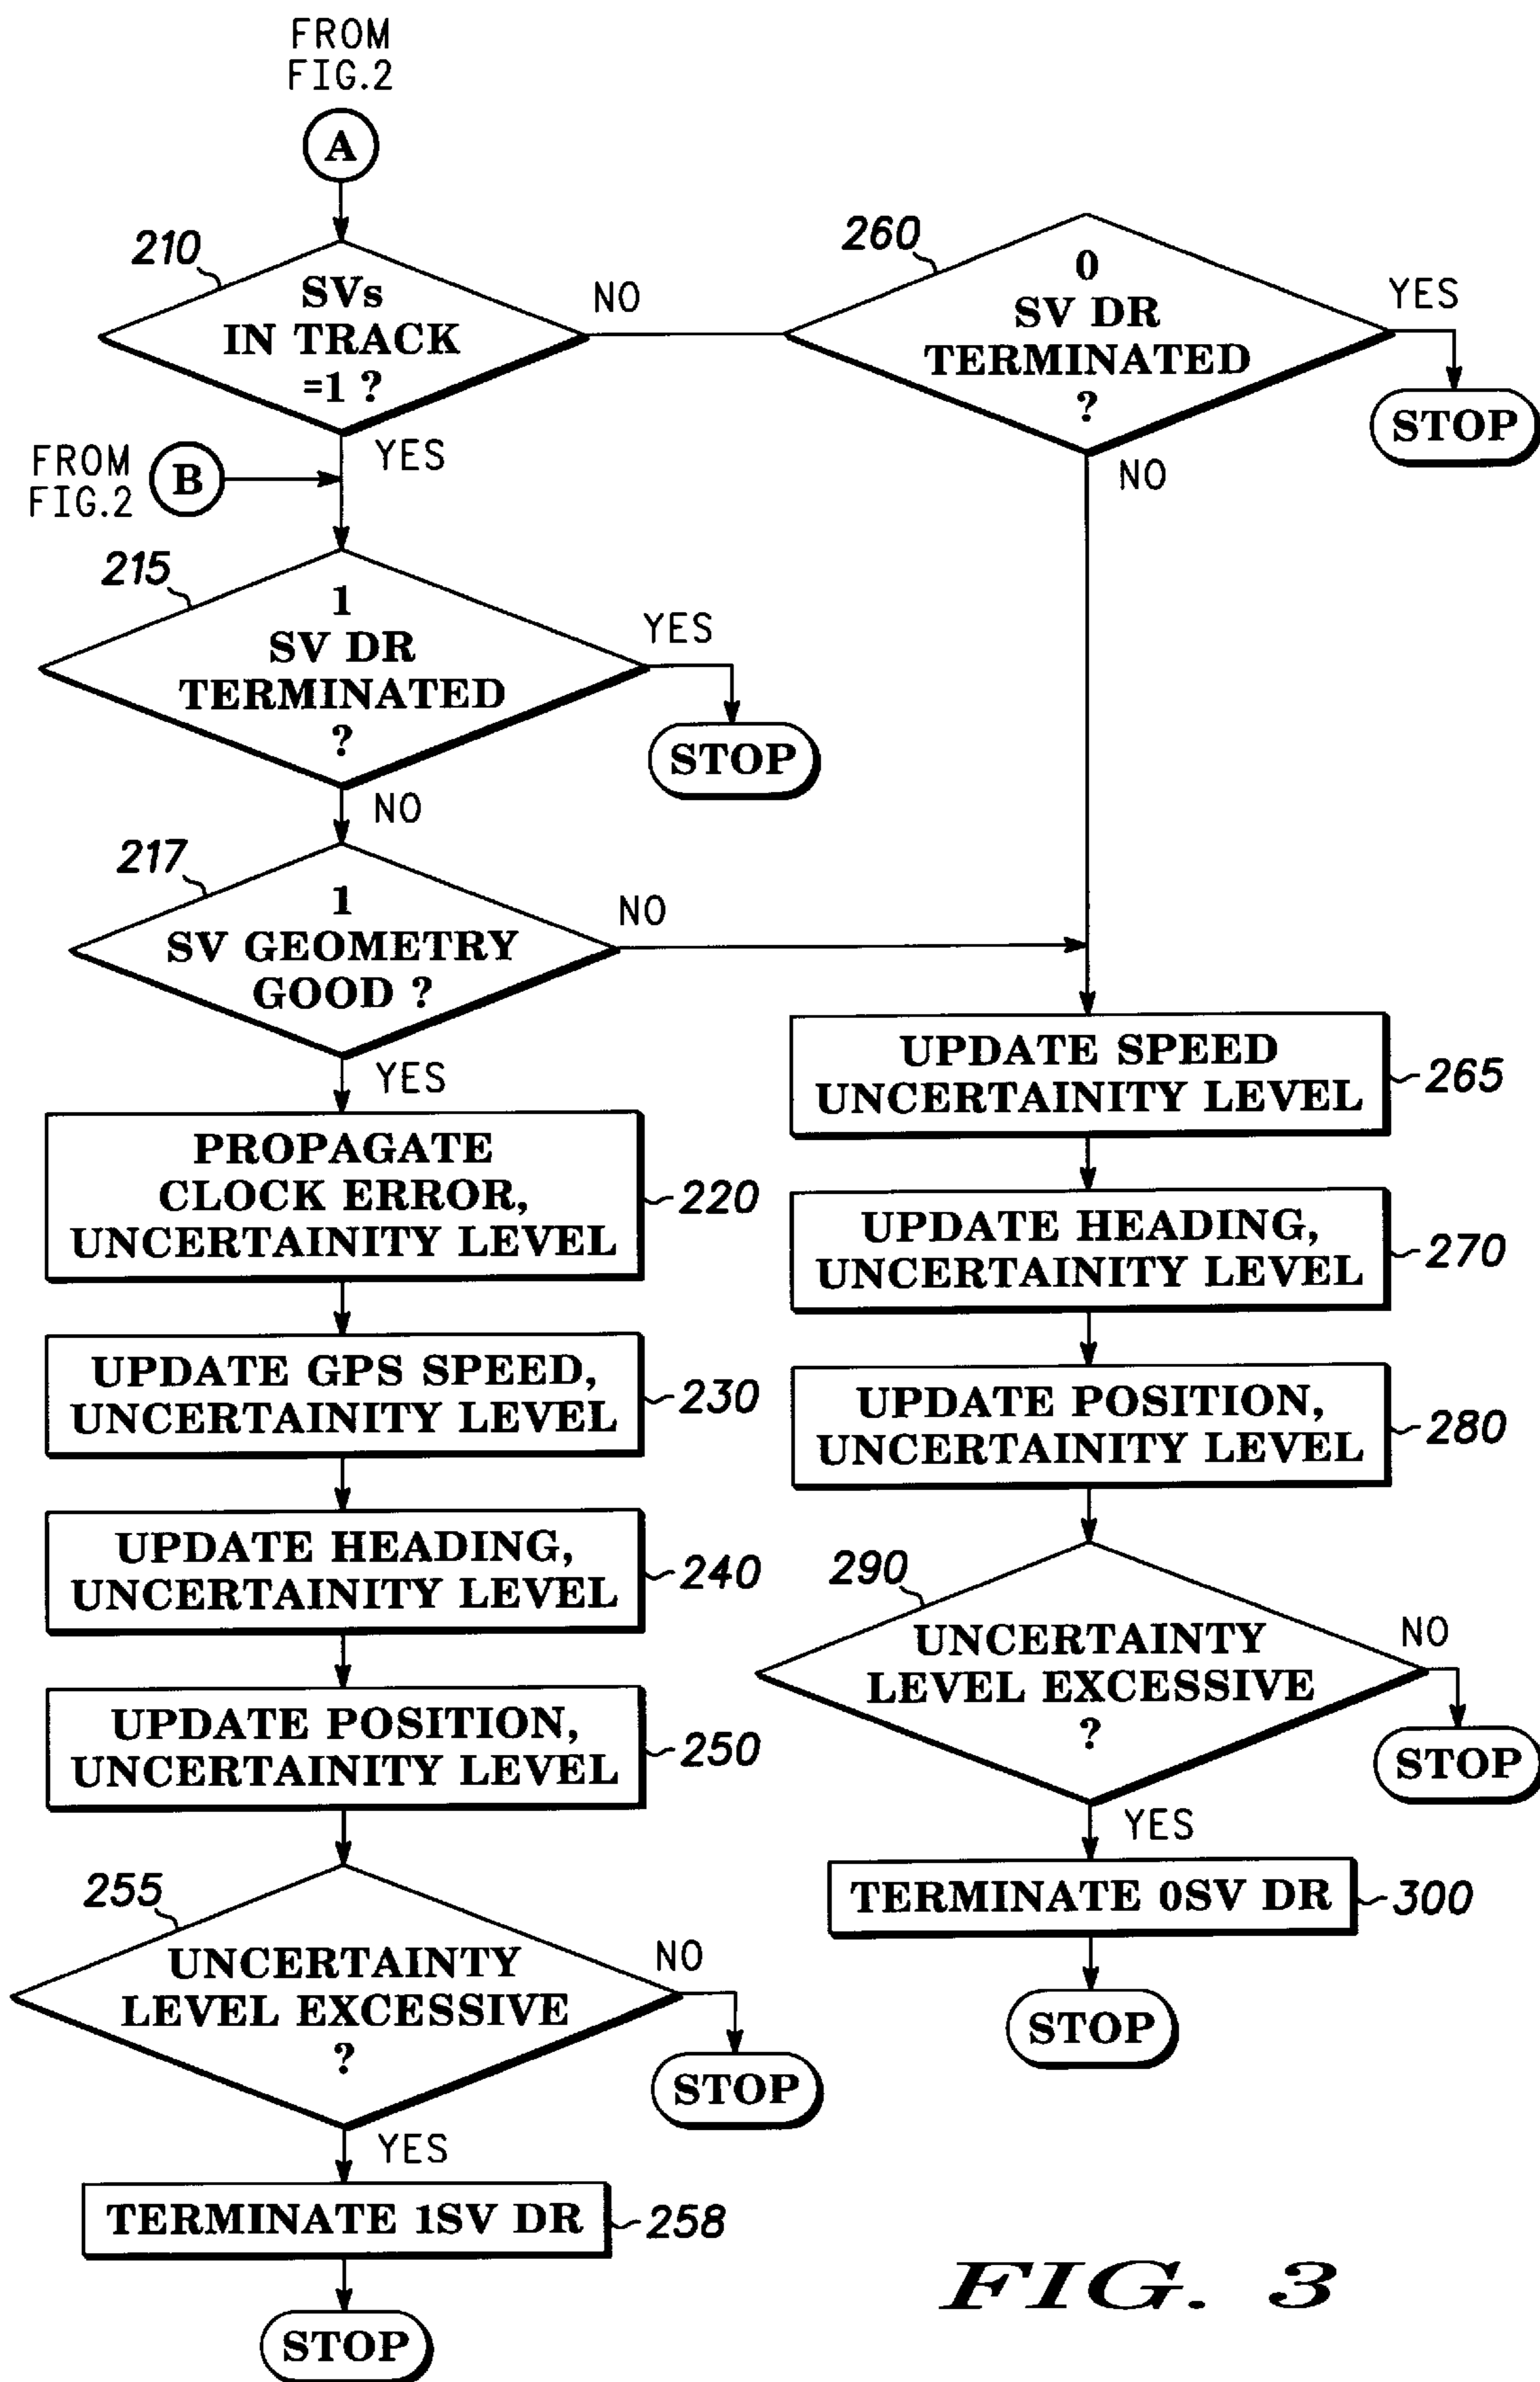 FROM
FIG.2
A
210
SVs
IN TRACK
=1 ?
NO
YES
260
0
SV DR
TERMINATED
?
YES
STOP
NO
FROM
FIG.2
B
215
1
SV DR
TERMINATED
?
YES
STOP
NO
217
1
SV GEOMETRY
GOOD ?
NO
YES
PROPAGATE
CLOCK ERROR,
UNCERTAINITY LEVEL
220
UPDATE GPS SPEED,
UNCERTAINITY LEVEL
230
UPDATE HEADING,
UNCERTAINITY LEVEL
240
UPDATE POSITION,
UNCERTAINITY LEVEL
250
255
UNCERTAINTY
LEVEL EXCESSIVE
?
NO
STOP
YES
TERMINATE 1SV DR
258
STOP
UPDATE SPEED
UNCERTAINITY LEVEL
265
UPDATE HEADING,
UNCERTAINITY LEVEL
270
UPDATE POSITION,
UNCERTAINITY LEVEL
280
290
UNCERTAINTY
LEVEL EXCESSIVE
?
NO
STOP
YES
TERMINATE 0SV DR
300
STOP
FIG. 3